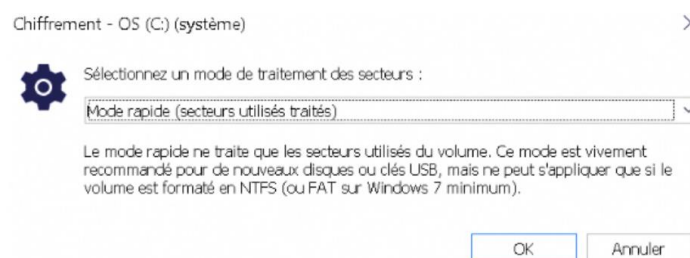 Chiffrement - OS (C:) (système)
Sélectionnez un mode de traitement des secteurs :
Mode rapide (secteurs utilisés traités)
Le mode rapide ne traite que les secteurs utilisés du volume. Ce mode est vivement
recommandé pour de nouveaux disques ou clés USB, mais ne peut s'appliquer que si le
volume est formaté en NTFS (ou FAT sur Windows 7 minimum).
OK Annuler